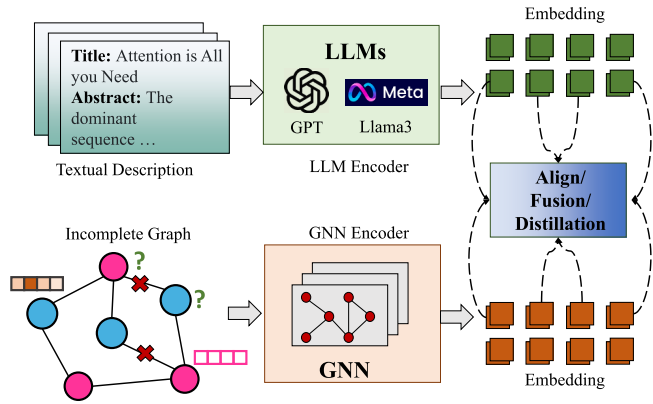 Title: Attention is All
you Need
Abstract: The
dominant
sequence ...
Textual Description
LLMs
GPT
Meta
Llama3
LLM Encoder
Embedding
Align/
Fusion/
Distillation
Incomplete Graph
?
?
GNN Encoder
GNN
Embedding